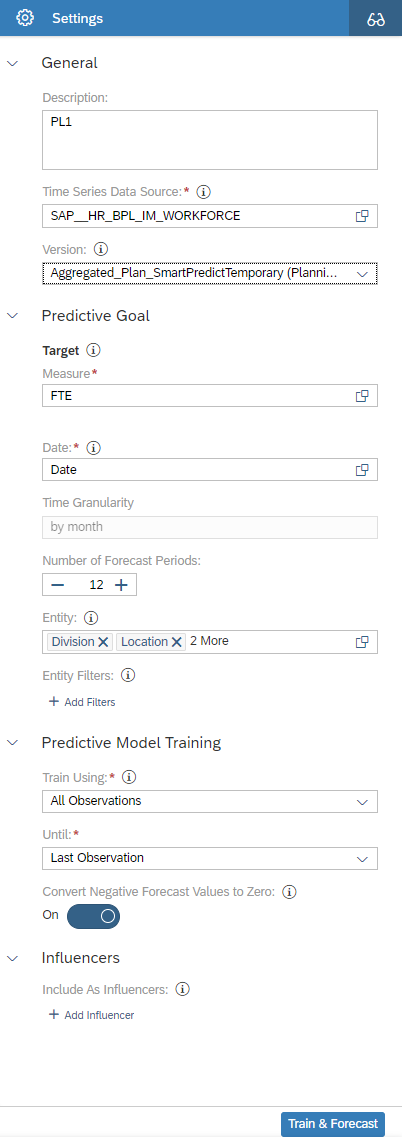 Settings
General
Description:
PL1
Time Series Data Source:*
SAP__HR_BPL_IM_WORKFORCE
Version:
Aggregated_Plan_SmartPredictTemporary (Planni...
Predictive Goal
Target
Measure*
FTE
Date:*
Date
Time Granularity
by month
Number of Forecast Periods:
12
Entity:
Division Location 2 More
Entity Filters:
Add Filters
Predictive Model Training
Train Using:*
All Observations
Until:*
Last Observation
Convert Negative Forecast Values to Zero:
On
Influencers
Include As Influencers:
Add Influencer
Train & Forecast